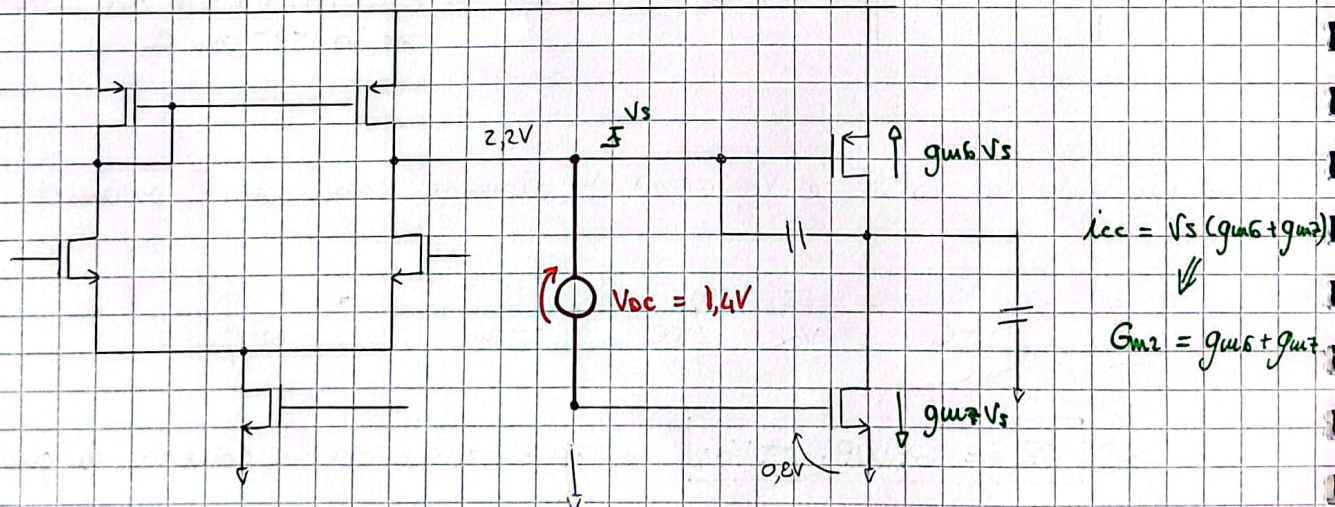 Vs
2,2V
gm6 Vs
icc = Vs (gm6 + gm7)
VDC = 1,4V
Gm2 = gm6 + gm7
gm7 Vs
0,8V